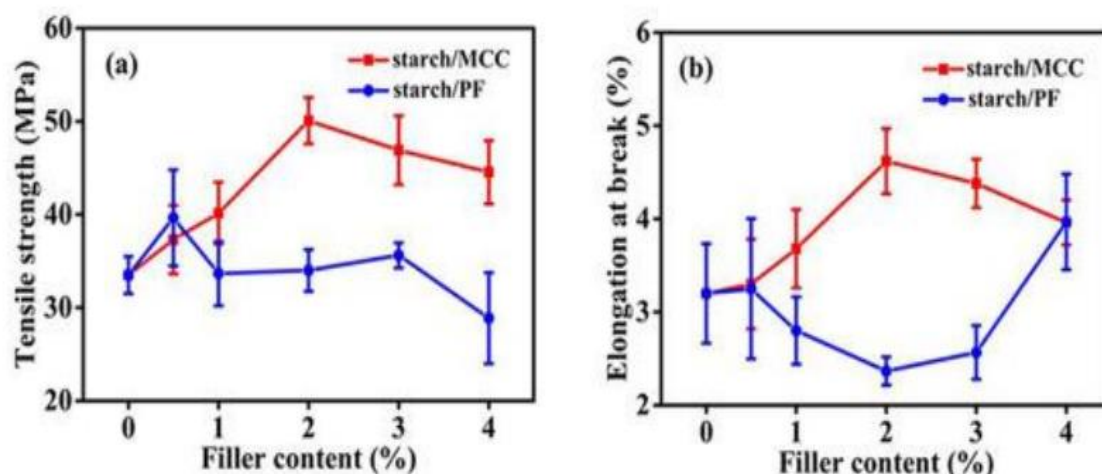 (a)
starch/MCC
starch/PF
Tensile strength (MPa)
60
50
40
30
20
0 1 2 3 4
Filler content (%)
(b)
starch/MCC
starch/PF
Elongation at break (%)
6
5
4
3
2
0 1 2 3 4
Filler content (%)